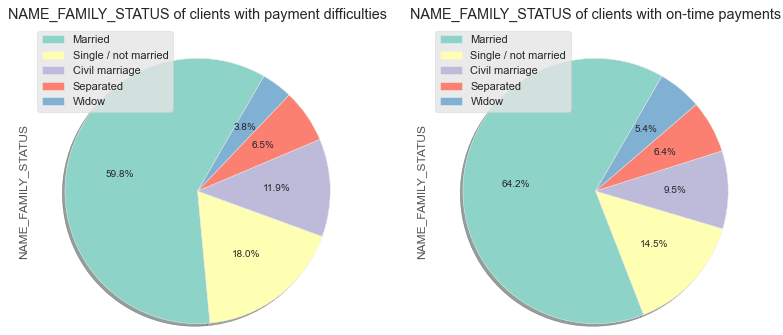 NAME_FAMILY_STATUS of clients with payment difficulties
Married
Single / not married
Civil marriage
Separated
Widow
NAME_FAMILY_STATUS
3.8%
6.5%
59.8%
11.9%
18.0%
NAME_FAMILY_STATUS of clients with on-time payments
Married
Single / not married
Civil marriage
Separated
Widow
NAME_FAMILY_STATUS
5.4%
6.4%
64.2%
9.5%
14.5%